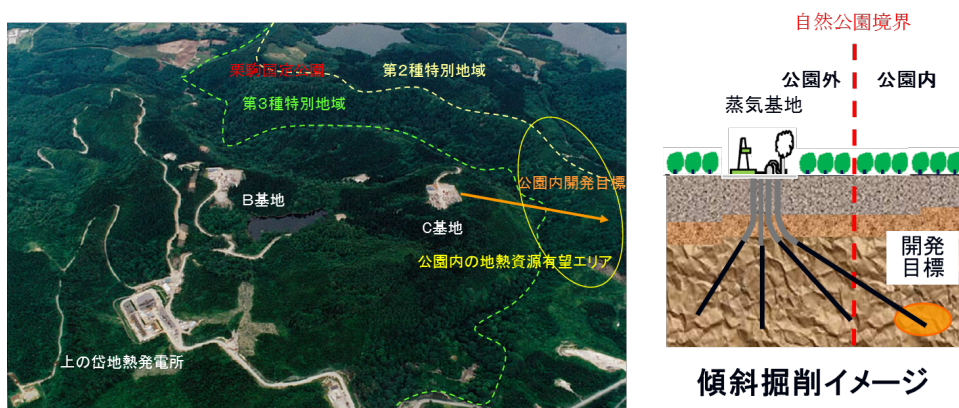 栗駒国定公園
第2種特別地域
第3種特別地域
公園内開発目標
B基地
C基地
公園内の地熱資源有望エリア
上の岱地熱発電所
自然公園境界
公園外
公園内
蒸気基地
開発
目標
傾斜掘削イメージ